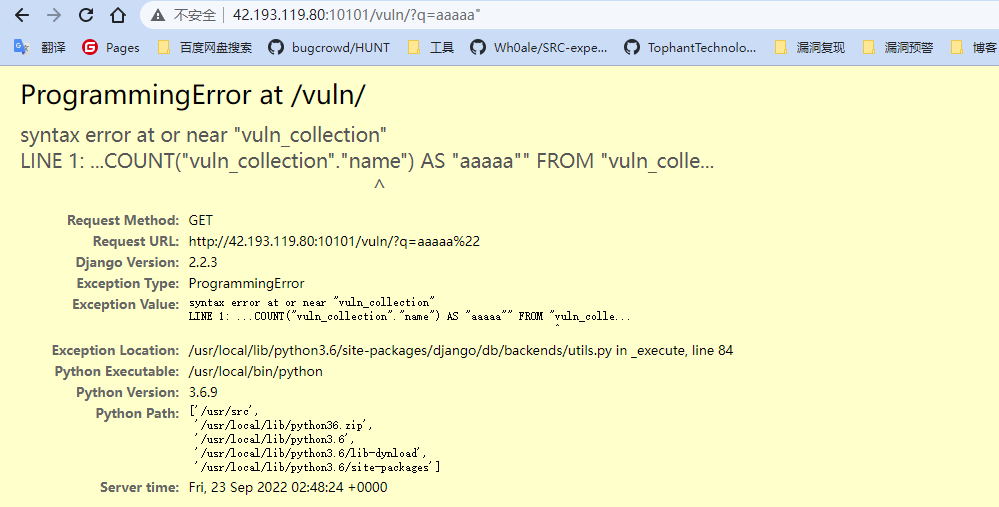 不安全 | 42.193.119.80:10101/vuln/?q=aaaaa"
翻译 Pages 百度网盘搜索 bugcrowd/HUNT 工具 Wh0ale/SRC-expe... TophantTechnolo... 漏洞复现 漏洞预警 博客
ProgrammingError at /vuln/
syntax error at or near "vuln_collection"
LINE 1: ...COUNT("vuln_collection"."name") AS "aaaaa"" FROM "vuln_colle...
^
Request Method: GET
Request URL: http://42.193.119.80:10101/vuln/?q=aaaaa%22
Django Version: 2.2.3
Exception Type: ProgrammingError
Exception Value: syntax error at or near "vuln_collection"
LINE 1: ...COUNT("vuln_collection"."name") AS "aaaaa"" FROM "vuln_colle...
^
Exception Location: /usr/local/lib/python3.6/site-packages/django/db/backends/utils.py in _execute, line 84
Python Executable: /usr/local/bin/python
Python Version: 3.6.9
Python Path: ['/usr/src',
'/usr/local/lib/python36.zip',
'/usr/local/lib/python3.6',
'/usr/local/lib/python3.6/lib-dynload',
'/usr/local/lib/python3.6/site-packages']
Server time: Fri, 23 Sep 2022 02:48:24 +0000